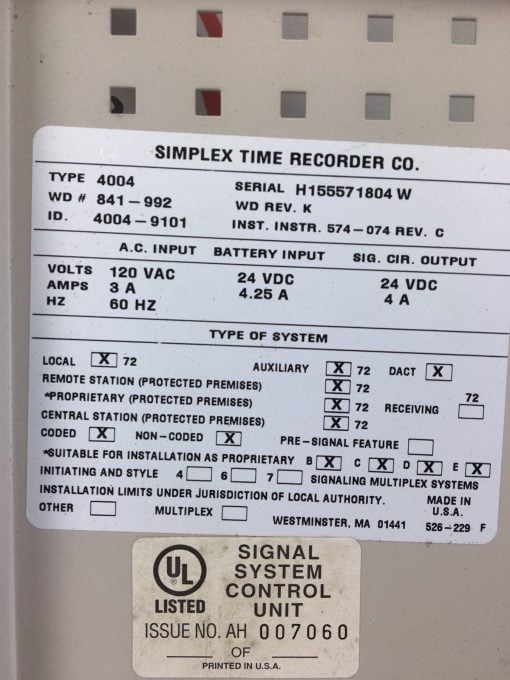 SIMPLEX TIME RECORDER CO.
TYPE 4004 SERIAL H155571804 W
WD # 841-992 WD REV. K
ID. 4004-9101 INST. INSTR. 574-074 REV. C
A.C. INPUT BATTERY INPUT SIG. CIR. OUTPUT
VOLTS 120 VAC 24 VDC 24 VDC
AMPS 3 A 4.25 A 4 A
HZ 60 HZ
TYPE OF SYSTEM
LOCAL X 72 AUXILIARY X 72 DACT X
REMOTE STATION (PROTECTED PREMISES) X 72
*PROPRIETARY (PROTECTED PREMISES) X 72 RECEIVING 72
CENTRAL STATION (PROTECTED PREMISES) X 72
CODED X NON-CODED X PRE-SIGNAL FEATURE
*SUITABLE FOR INSTALLATION AS PROPRIETARY B X C X D X E X
INITIATING AND STYLE 4 6 7 SIGNALING MULTIPLEX SYSTEMS
INSTALLATION LIMITS UNDER JURISDICTION OF LOCAL AUTHORITY. MADE IN
OTHER MULTIPLEX U.S.A.
WESTMINSTER, MA 01441 526-229 F
UL
LISTED
SIGNAL
SYSTEM
CONTROL
UNIT
ISSUE NO. AH 007060
OF
PRINTED IN U.S.A.